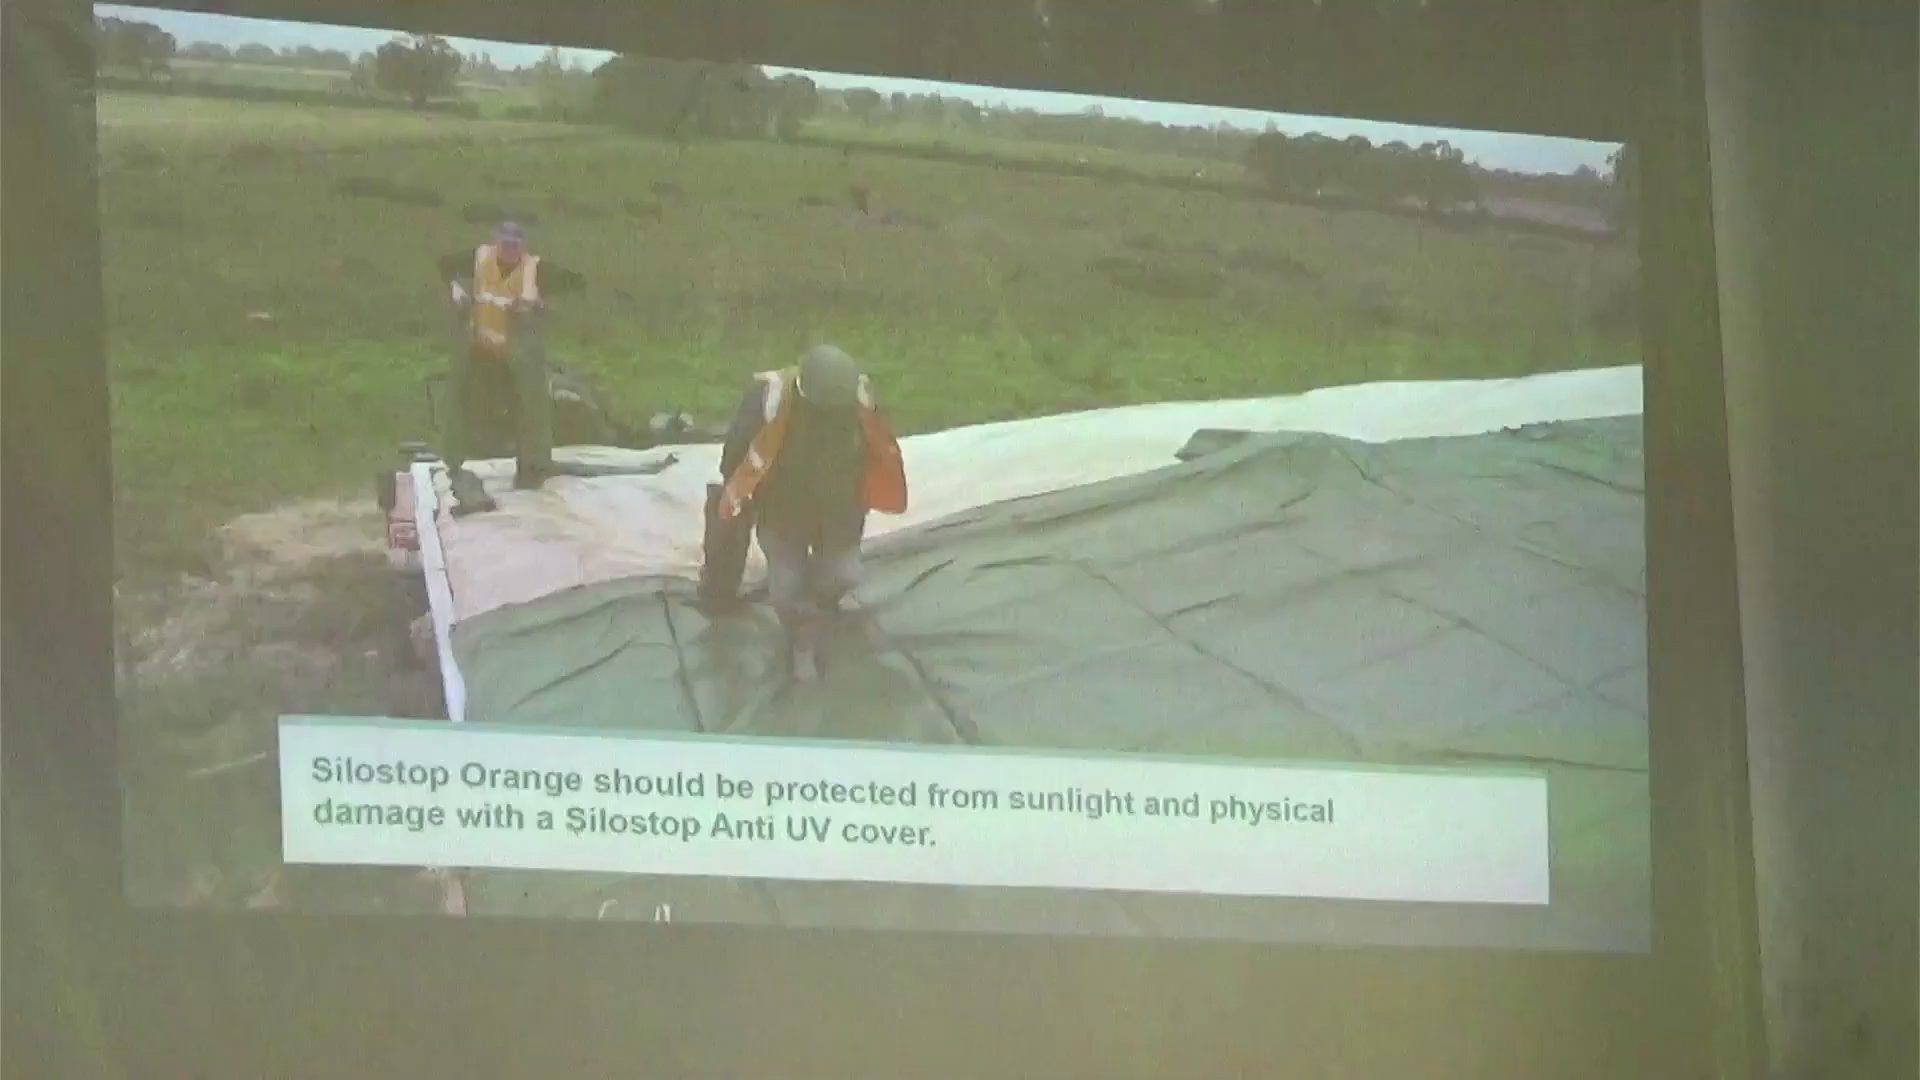 Silostop Orange should be protected from sunlight and physical
damage with a Silostop Anti UV cover.